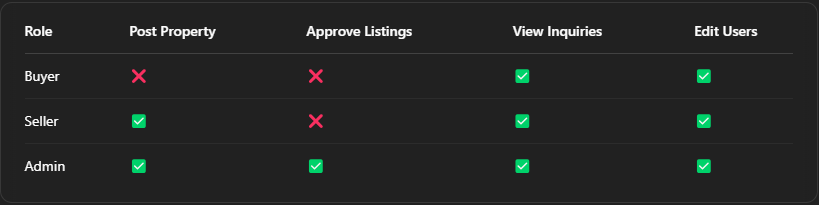 Role Post Property Approve Listings View Inquiries Edit Users
Buyer ❌ ❌ ✅ ✅
Seller ✅ ❌ ✅ ✅
Admin ✅ ✅ ✅ ✅